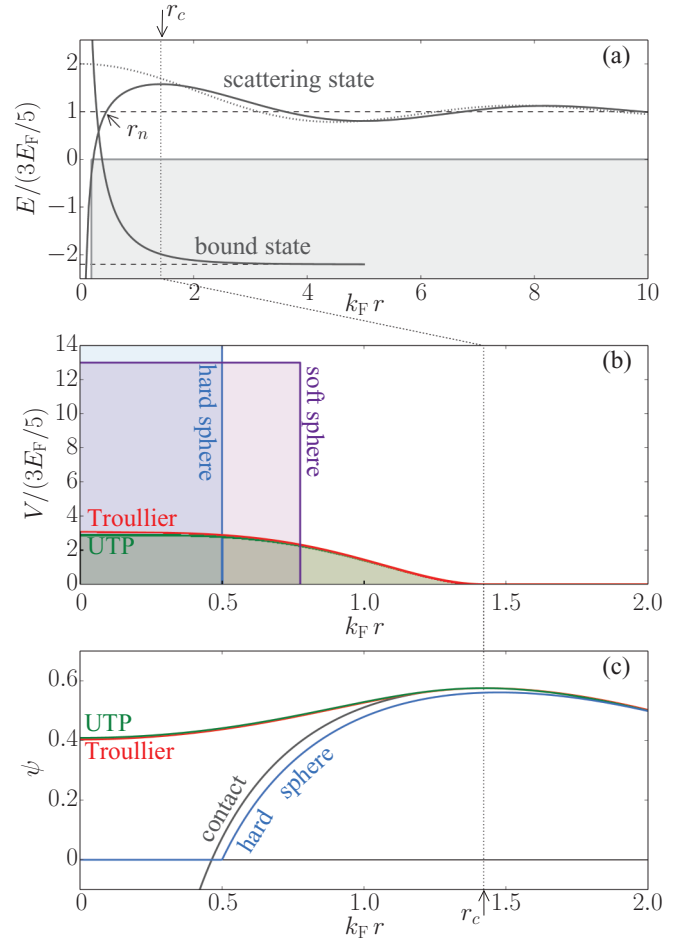 r_c
(a)
2
1
0
−1
−2
E/(3E_F/5)
scattering state
r_n
bound state
0 2 4 6 8 10
k_F r
(b)
14
12
10
8
6
4
2
0
V/(3E_F/5)
hard sphere
soft sphere
Troullier
UTP
0 0.5 1.0 1.5 2.0
k_F r
(c)
0.6
0.4
0.2
0
ψ
UTP
Troullier
contact
hard sphere
0 0.5 1.0 r_c 1.5 2.0
k_F r